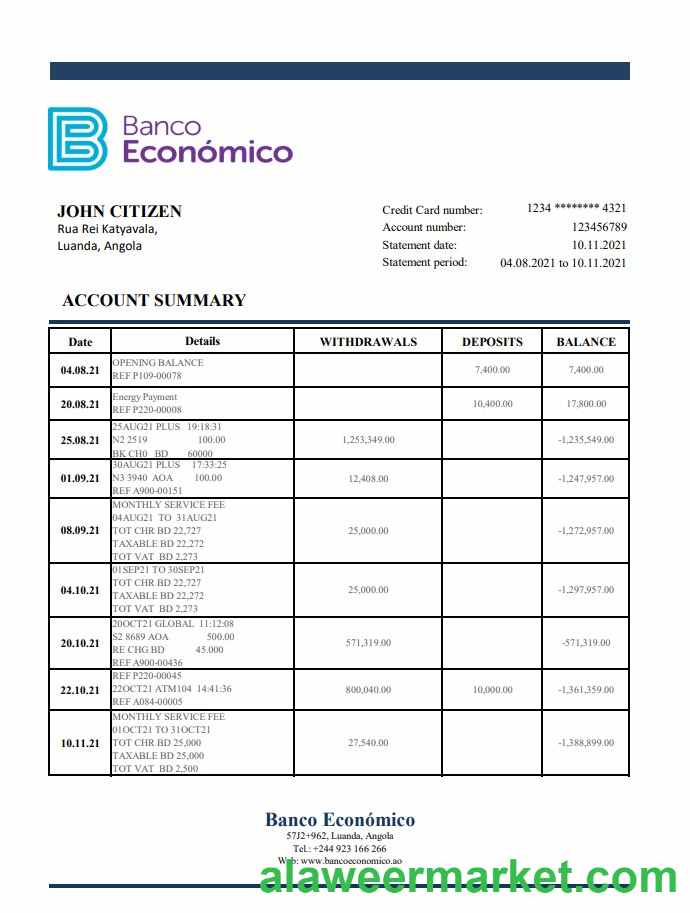 Banco
Económico
JOHN CITIZEN
Rua Rei Katyavala,
Luanda, Angola
Credit Card number: 1234 ******** 4321
Account number: 123456789
Statement date: 10.11.2021
Statement period: 04.08.2021 to 10.11.2021
ACCOUNT SUMMARY
Date Details WITHDRAWALS DEPOSITS BALANCE
04.08.21 OPENING BALANCE 7,400.00 7,400.00
REF P109-00078
20.08.21 Energy Payment 10,400.00 17,800.00
REF P220-00008
25AUG21 PLUS 19:18:31
25.08.21 N2 2519 100.00 1,253,349.00 -1,235,549.00
BK CH0 BD 60000
30AUG21 PLUS 17:33:25
01.09.21 N3 3940 AOA 100.00 12,408.00 -1,247,957.00
REF A900-00151
MONTHLY SERVICE FEE
04AUG21 TO 31AUG21
08.09.21 TOT CHR BD 22,727 25,000.00 -1,272,957.00
TAXABLE BD 22,272
TOT VAT BD 2,273
01SEP21 TO 30SEP21
TOT CHR BD 22,727
04.10.21 TAXABLE BD 22,272 25,000.00 -1,297,957.00
TOT VAT BD 2,273
20OCT21 GLOBAL 11:12:08
S2 8689 AOA 500.00
20.10.21 RE CHG BD 45.000 571,319.00 -571,319.00
REF A900-00436
REF P220-00045
22.10.21 22OCT21 ATM104 14:41:36 800,040.00 10,000.00 -1,361,359.00
REF A084-00005
MONTHLY SERVICE FEE
01OCT21 TO 31OCT21
10.11.21 TOT CHR BD 25,000 27,540.00 -1,388,899.00
TAXABLE BD 25,000
TOT VAT BD 2,500
Banco Económico
57J2+962, Luanda, Angola
Tel.: +244 923 166 266
Web: www.bancoeconomico.ao
alaweermarket.com